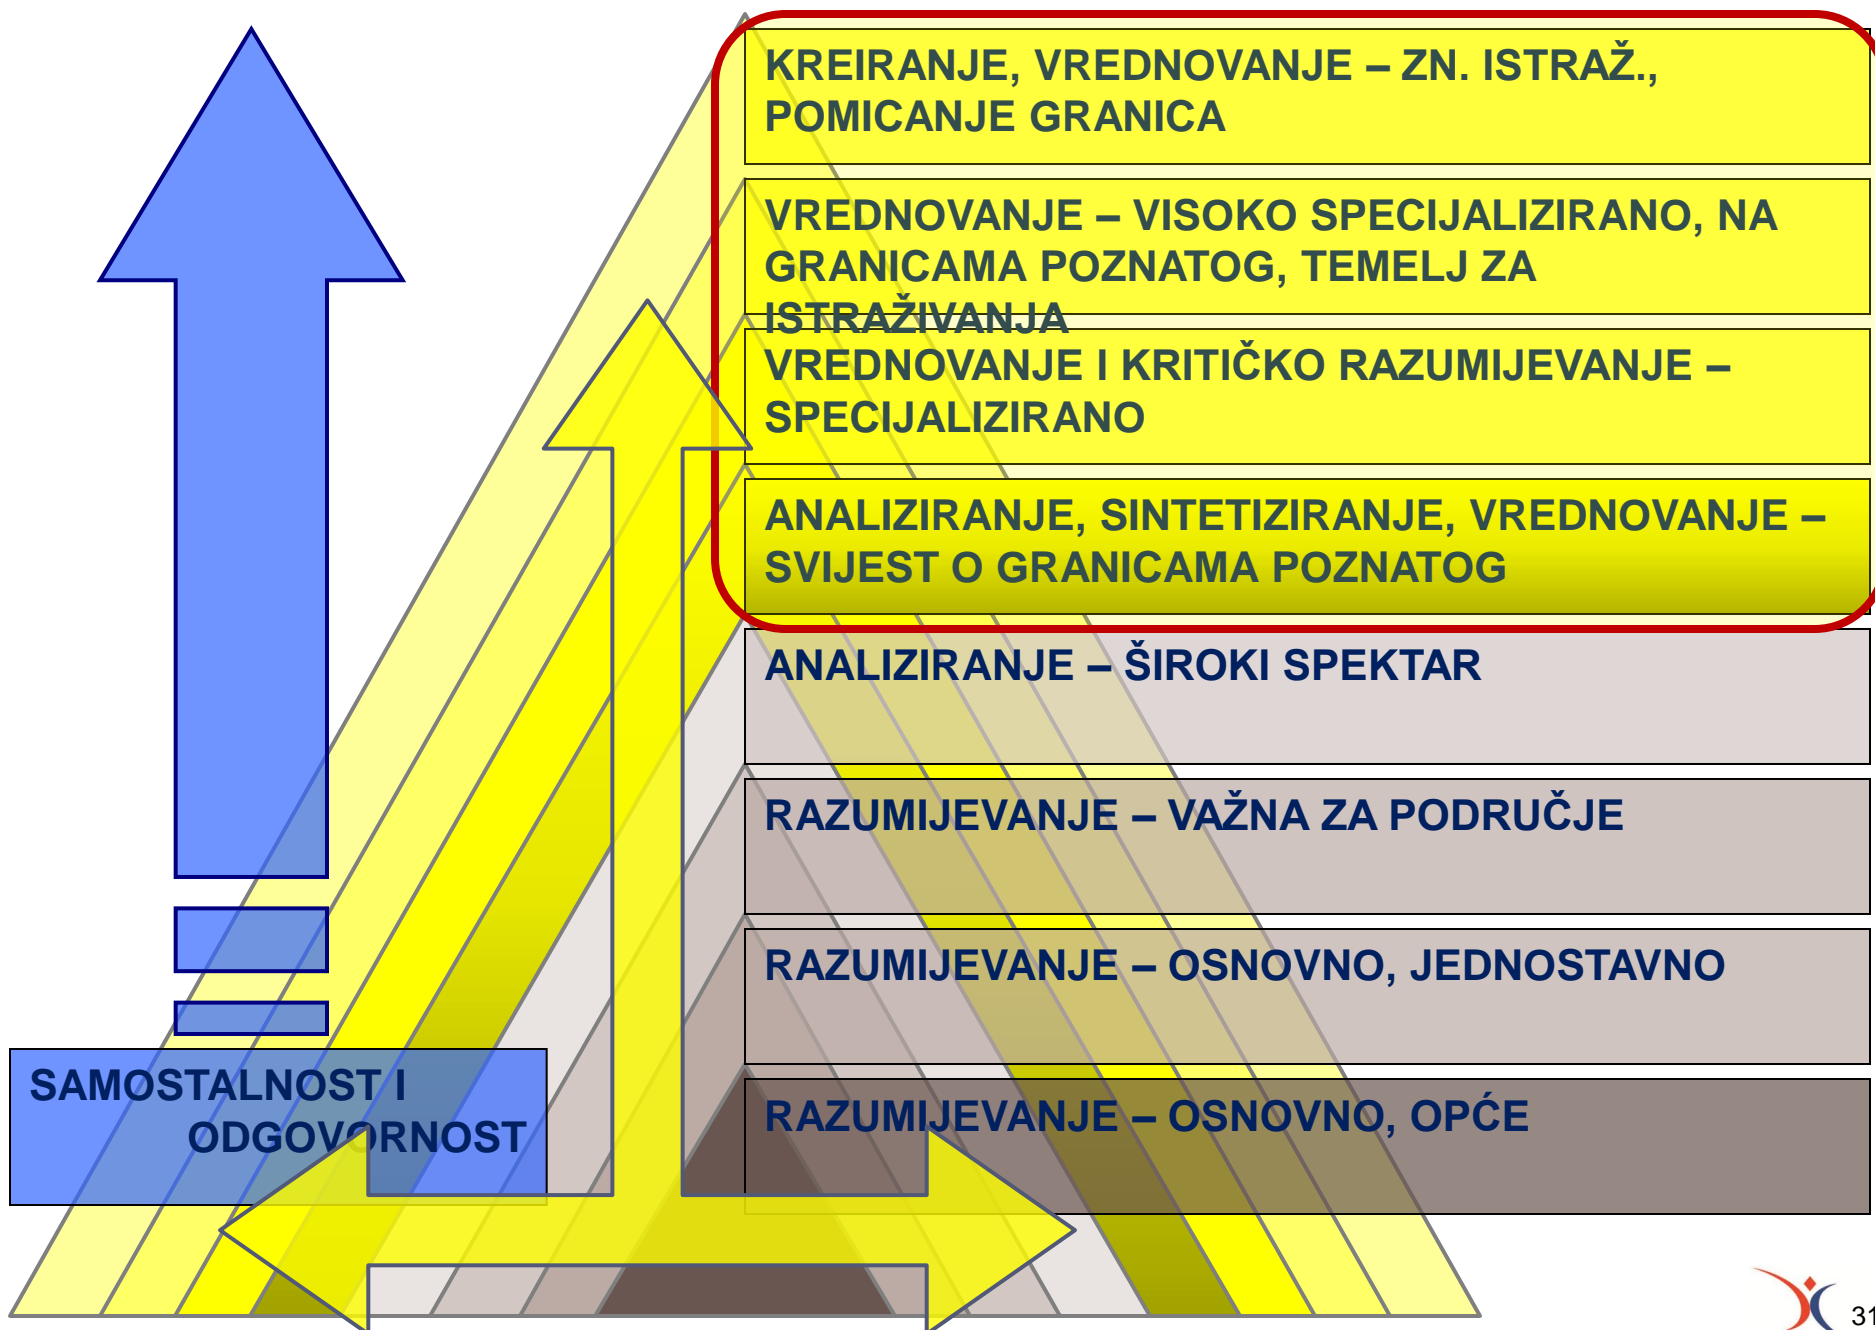 KREIRANJE, VREDNOVANJE – ZN. ISTRAŽ.,
POMICANJE GRANICA
VREDNOVANJE – VISOKO SPECIJALIZIRANO, NA
GRANICAMA POZNATOG, TEMELJ ZA
ISTRAŽIVANJA
VREDNOVANJE I KRITIČKO RAZUMIJEVANJE –
SPECIJALIZIRANO
ANALIZIRANJE, SINTETIZIRANJE, VREDNOVANJE –
SVIJEST O GRANICAMA POZNATOG
ANALIZIRANJE – ŠIROKI SPEKTAR
RAZUMIJEVANJE – VAŽNA ZA PODRUČJE
RAZUMIJEVANJE – OSNOVNO, JEDNOSTAVNO
RAZUMIJEVANJE – OSNOVNO, OPĆE
SAMOSTALNOST I
ODGOVORNOST
31